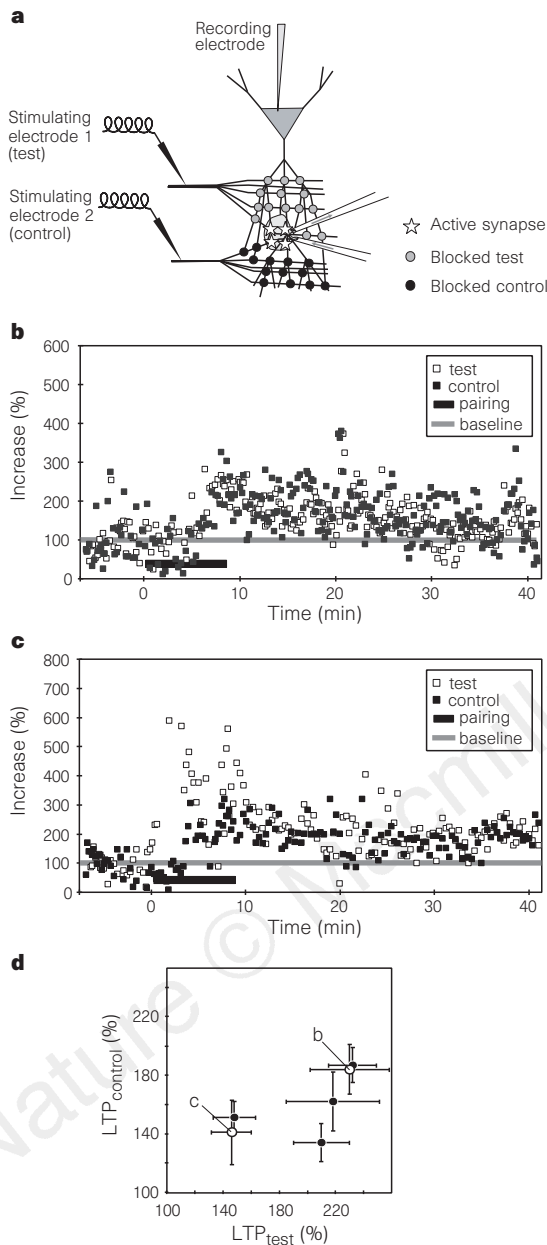 a
Recording
electrode
Stimulating
electrode 1
(test)
Stimulating
electrode 2
(control)
Active synapse
Blocked test
Blocked control
b
600
500
400
300
200
100
0
Increase (%)
test
control
pairing
baseline
0
10
20
30
40
Time (min)
c
800
700
600
500
400
300
200
100
0
Increase (%)
test
control
pairing
baseline
0
10
20
30
40
Time (min)
d
220
180
140
100
LTPcontrol (%)
b
c
100
140
180
220
LTPtest (%)
Nature © Macmill